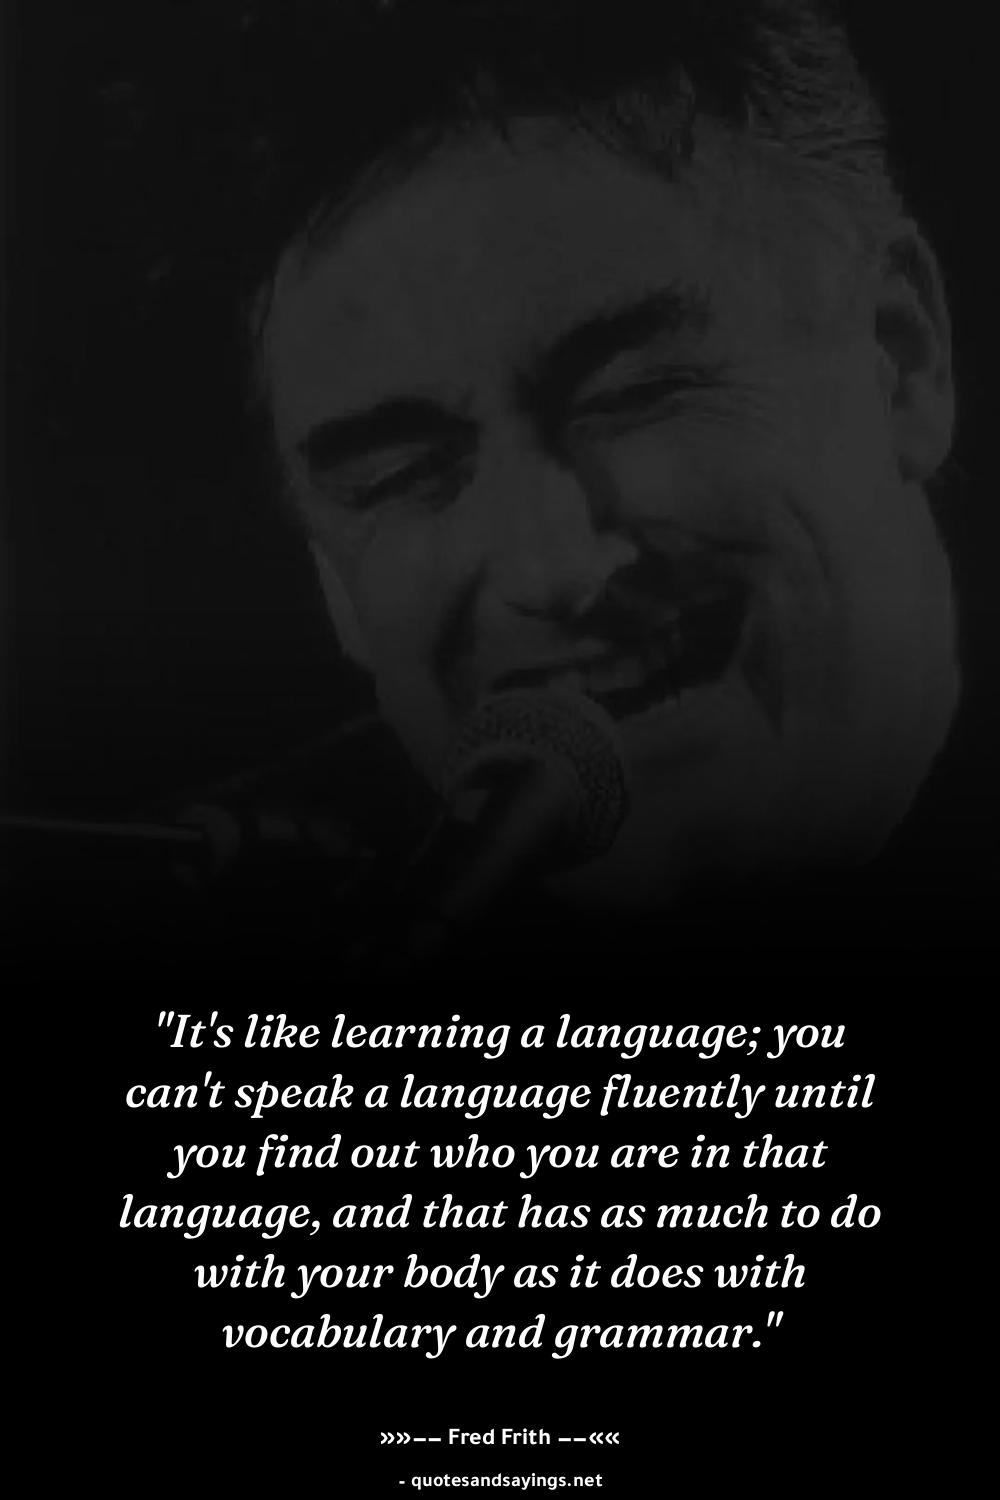 "It's like learning a language; you
can't speak a language fluently until
you find out who you are in that
language, and that has as much to do
with your body as it does with
vocabulary and grammar."
»»–– Fred Frith ––««
- quotesandsayings.net